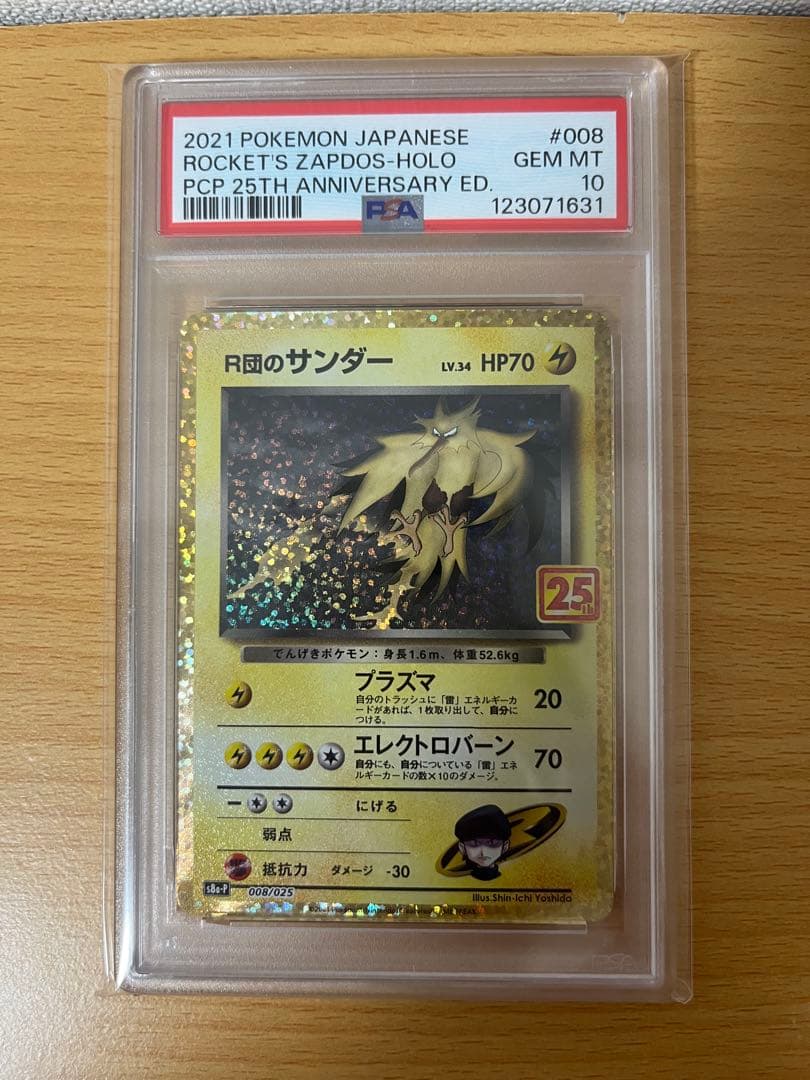 2021 POKEMON JAPANESE #008
ROCKET'S ZAPDOS-HOLO GEM MT
PCP 25TH ANNIVERSARY ED. 10
PSA 123071631
R団のサンダー LV.34 HP70
25th
でんげきポケモン:身長1.6m、体重52.6kg
プラズマ 20
自分のトラッシュに「雷」エネルギーカ
ードがあれば、1枚取り出して、自分に
つける。
エレクトロバーン 70
自分にも、自分についている「雷」エネ
ルギーカードの数×10のダメージ。
にげる
弱点
抵抗力 ダメージ -30
s8a-P 008/025
Illus.Shin-ichi Yoshida